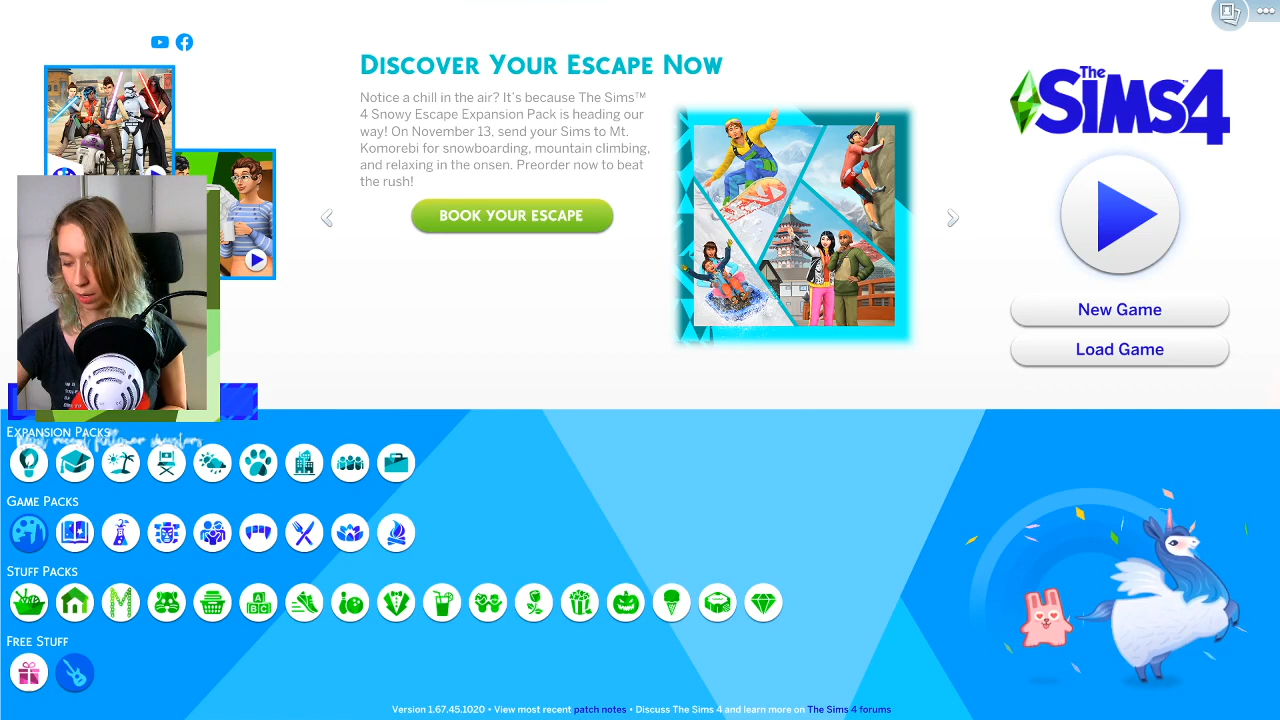 DISCOVER YOUR ESCAPE NOW
Notice a chill in the air? It's because The Sims™
4 Snowy Escape Expansion Pack is heading our
way! On November 13, send your Sims to Mt.
Komorebi for snowboarding, mountain climbing,
and relaxing in the onsen. Preorder now to beat
the rush!
BOOK YOUR ESCAPE
The
SIMS4
New Game
Load Game
EXPANSION PACKS
Most recent follower
GAME PACKS
STUFF PACKS
FREE STUFF
Version 1.67.45.1020 • View most recent patch notes • Discuss The Sims 4 and learn more on The Sims 4 forums